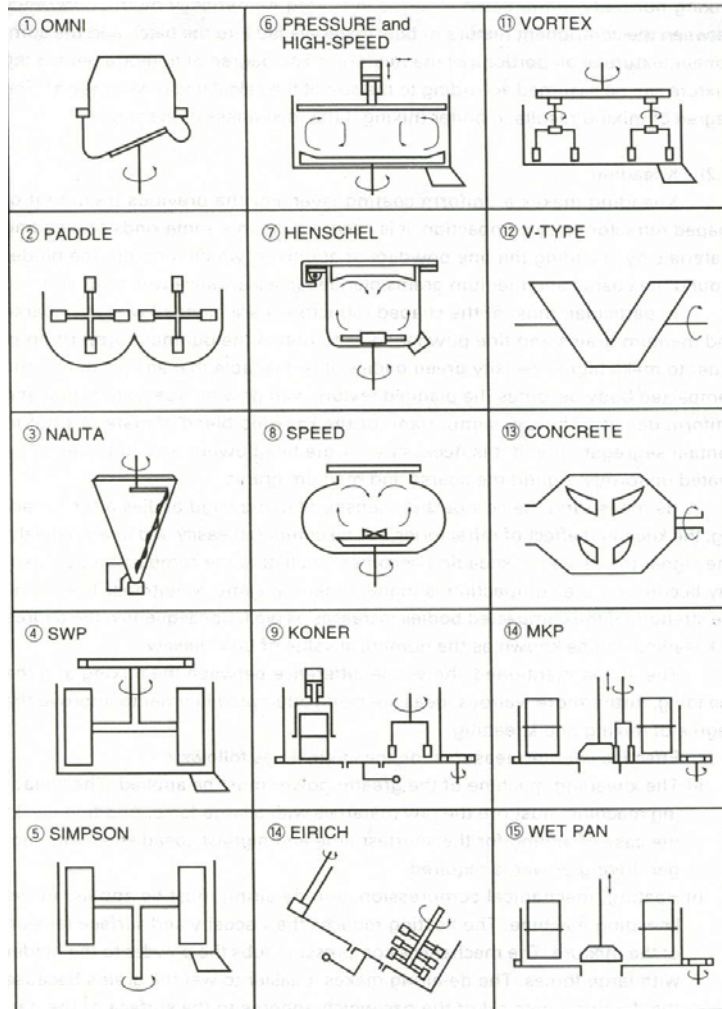 ① OMNI
② PADDLE
③ NAUTA
④ SWP
⑤ SIMPSON
⑥ PRESSURE and
HIGH-SPEED
⑦ HENSCHEL
⑧ SPEED
⑨ KONER
⑭ EIRICH
⑪ VORTEX
⑫ V-TYPE
⑬ CONCRETE
⑭ MKP
⑮ WET PAN